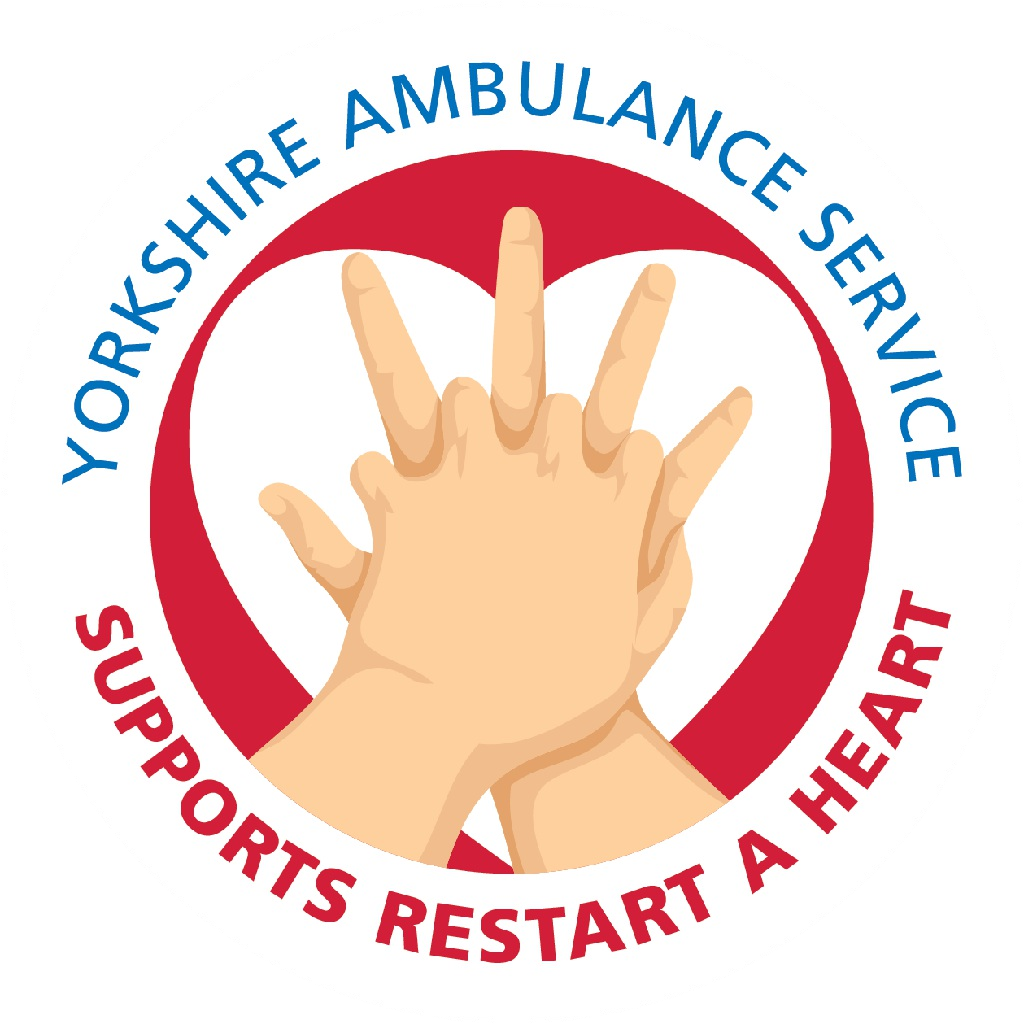 YORKSHIRE AMBULANCE SERVICE
SUPPORTS RESTART A HEART